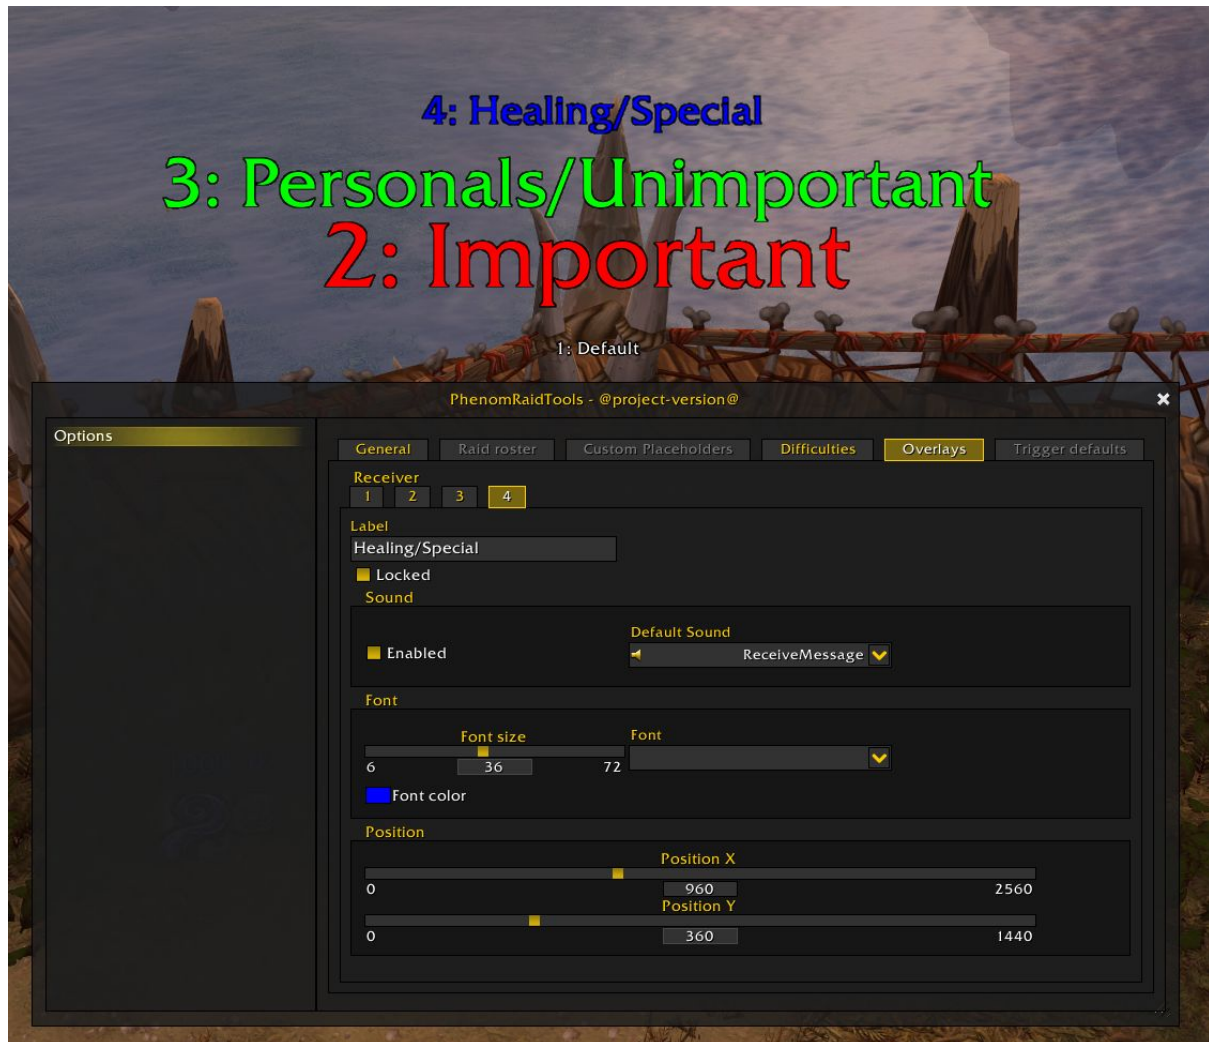 4: Healing/Special
3: Personals/Unimportant
2: Important
1: Default
PhenomRaidTools - @project-version@
Options
General Raid roster Custom Placeholders Difficulties Overlays Trigger defaults
Receiver
1 2 3 4
Label
Healing/Special
Locked
Sound
Default Sound
Enabled ReceiveMessage
Font
Font size Font
6 36 72
Font color
Position
Position X
0 960 2560
Position Y
0 360 1440